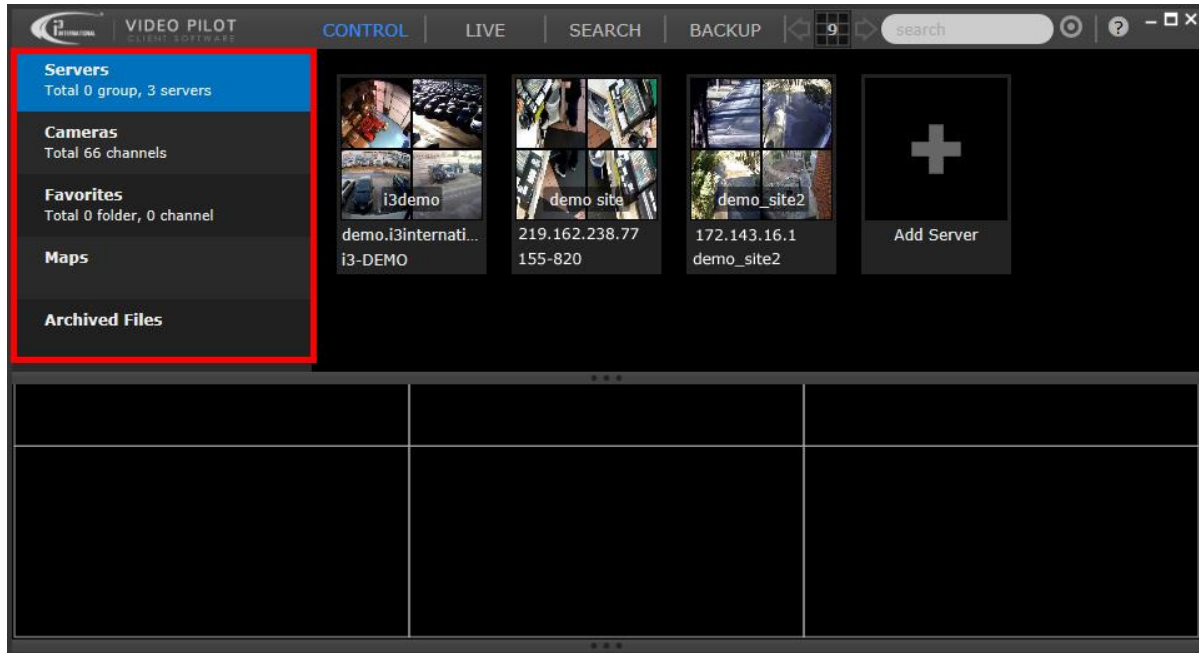 i3 INTERNATIONAL
VIDEO PILOT
CLIENT SOFTWARE
CONTROL
LIVE
SEARCH
BACKUP
9
search
?
Servers
Total 0 group, 3 servers
Cameras
Total 66 channels
Favorites
Total 0 folder, 0 channel
Maps
Archived Files
i3demo
demo.i3internati...
i3-DEMO
demo site
219.162.238.77
155-820
demo_site2
172.143.16.1
demo_site2
Add Server